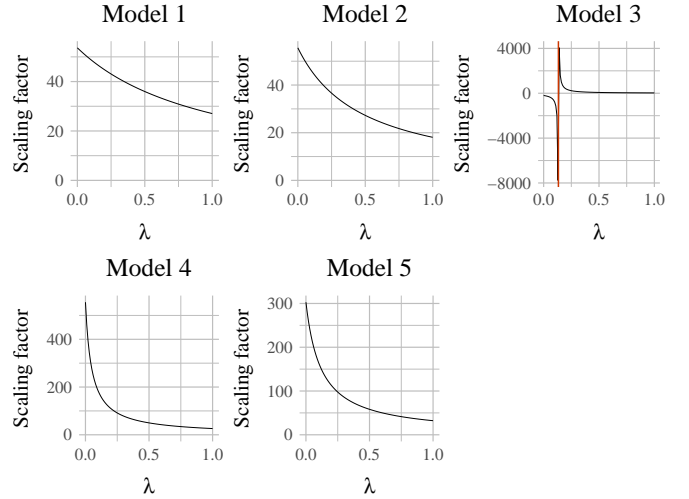 Model 1
Scaling factor
40
20
0
0.0 0.5 1.0
λ
Model 2
Scaling factor
40
20
0
0.0 0.5 1.0
λ
Model 3
Scaling factor
4000
0
−4000
−8000
0.0 0.5 1.0
λ
Model 4
Scaling factor
400
200
0
0.0 0.5 1.0
λ
Model 5
Scaling factor
300
200
100
0
0.0 0.5 1.0
λ